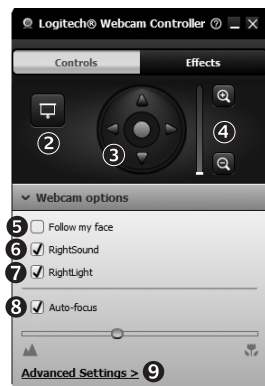 Logitech® Webcam Controller
Controls Effects
2
3
4
Webcam options
5 Follow my face
6 RightSound
7 RightLight
8 Auto-focus
Advanced Settings > 9